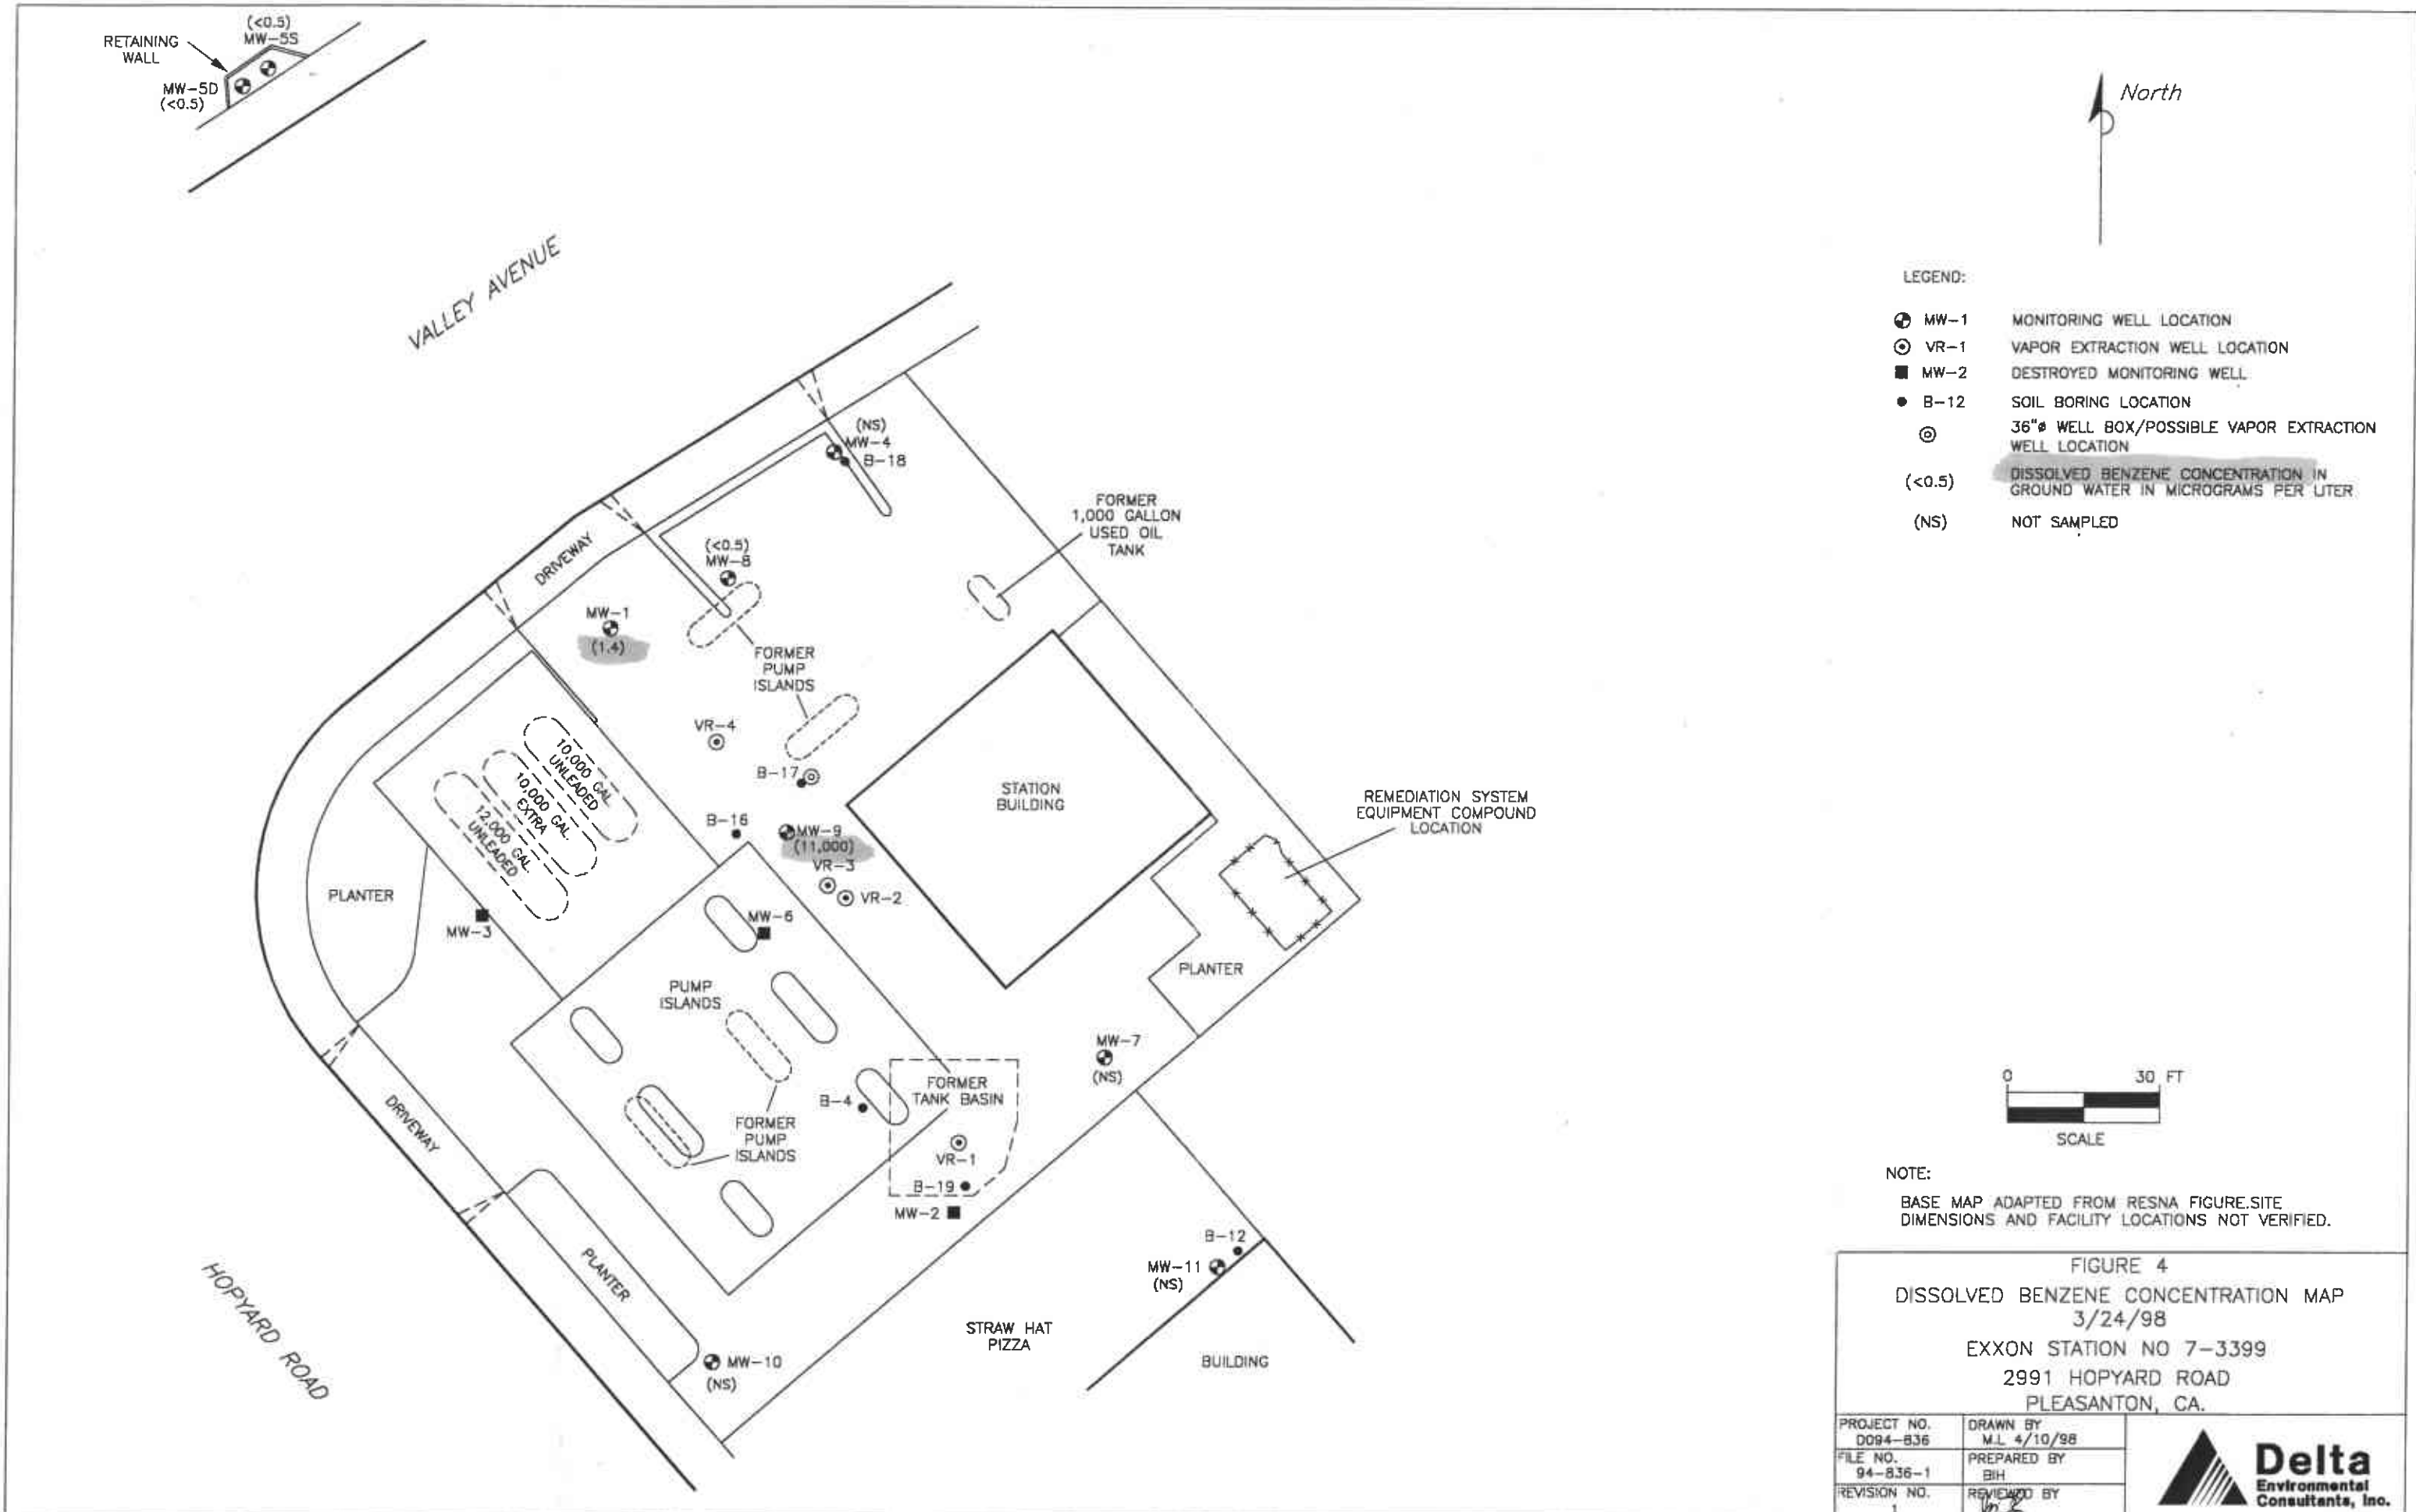 (<0.5)
MW-5S
RETAINING
WALL
MW-5D
(<0.5)
North
VALLEY AVENUE
LEGEND:
MW-1 MONITORING WELL LOCATION
VR-1 VAPOR EXTRACTION WELL LOCATION
MW-2 DESTROYED MONITORING WELL
B-12 SOIL BORING LOCATION
36"ø WELL BOX/POSSIBLE VAPOR EXTRACTION
WELL LOCATION
(<0.5) DISSOLVED BENZENE CONCENTRATION IN
GROUND WATER IN MICROGRAMS PER LITER
(NS) NOT SAMPLED
(NS)
MW-4
B-18
FORMER
1,000 GALLON
USED OIL
TANK
DRIVEWAY
(<0.5)
MW-8
MW-1
(1.4)
FORMER
PUMP
ISLANDS
VR-4
10,000 GAL.
UNLEADED
10,000 GAL.
EXTRA
12,000 GAL.
UNLEADED
B-17
STATION
BUILDING
REMEDIATION SYSTEM
EQUIPMENT COMPOUND
LOCATION
B-16
MW-9
(11,000)
VR-3
VR-2
PLANTER
MW-3
MW-6
PLANTER
PUMP
ISLANDS
MW-7
(NS)
FORMER
TANK BASIN
B-4
DRIVEWAY
FORMER
PUMP
ISLANDS
VR-1
B-19
MW-2
0 30 FT
SCALE
NOTE:
BASE MAP ADAPTED FROM RESNA FIGURE.SITE
DIMENSIONS AND FACILITY LOCATIONS NOT VERIFIED.
B-12
MW-11
(NS)
PLANTER
HOPYARD ROAD
STRAW HAT
PIZZA
BUILDING
MW-10
(NS)
FIGURE 4
DISSOLVED BENZENE CONCENTRATION MAP
3/24/98
EXXON STATION NO 7-3399
2991 HOPYARD ROAD
PLEASANTON, CA.
PROJECT NO.
D094-836
DRAWN BY
M.L 4/10/98
FILE NO.
94-836-1
PREPARED BY
BIH
REVISION NO.
1
REVIEWED BY
Delta
Environmental
Consultants, Inc.